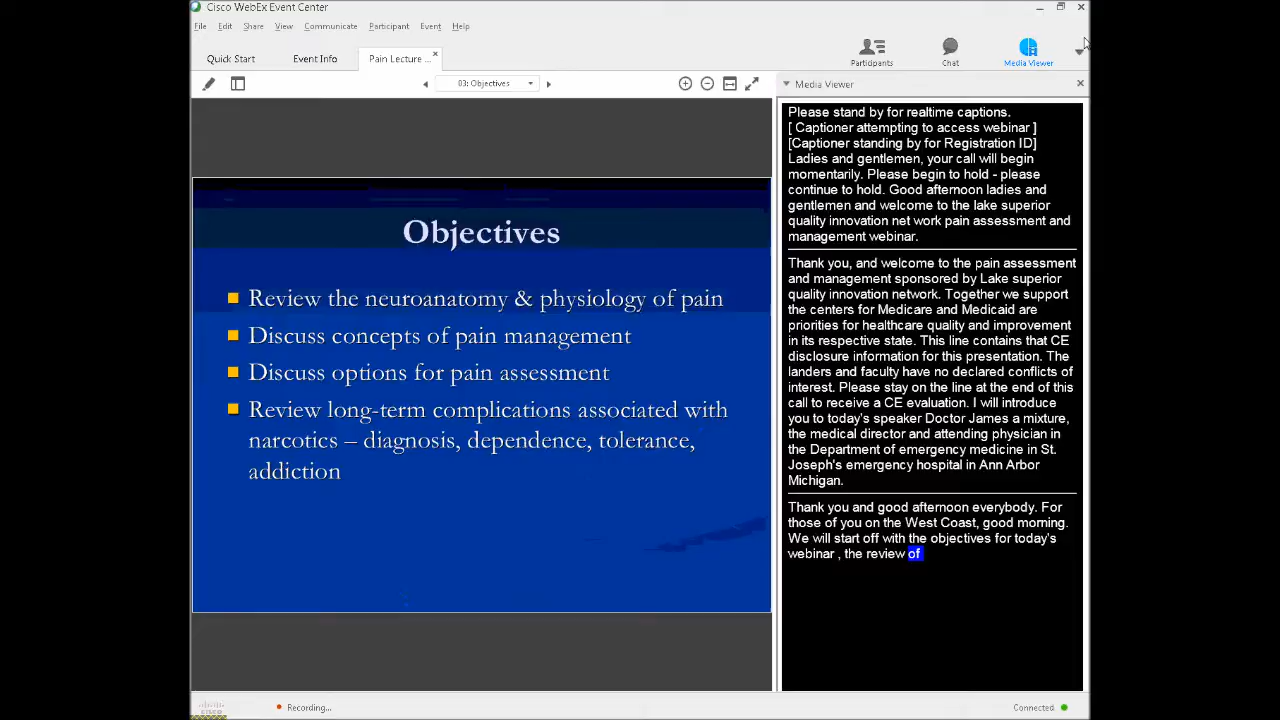 Cisco WebEx Event Center
File Edit Share View Communicate Participant Event Help
Quick Start Event Info Pain Lecture ...
Participants Chat Media Viewer
03: Objectives
Media Viewer
Objectives
Review the neuroanatomy & physiology of pain
Discuss concepts of pain management
Discuss options for pain assessment
Review long-term complications associated with
narcotics – diagnosis, dependence, tolerance,
addiction
Please stand by for realtime captions.
[ Captioner attempting to access webinar ]
[Captioner standing by for Registration ID]
Ladies and gentlemen, your call will begin
momentarily. Please begin to hold - please
continue to hold. Good afternoon ladies and
gentlemen and welcome to the lake superior
quality innovation net work pain assessment and
management webinar.
Thank you, and welcome to the pain assessment
and management sponsored by Lake superior
quality innovation network. Together we support
the centers for Medicare and Medicaid are
priorities for healthcare quality and improvement
in its respective state. This line contains that CE
disclosure information for this presentation. The
landers and faculty have no declared conflicts of
interest. Please stay on the line at the end of this
call to receive a CE evaluation. I will introduce
you to today's speaker Doctor James a mixture,
the medical director and attending physician in
the Department of emergency medicine in St.
Joseph's emergency hospital in Ann Arbor
Michigan.
Thank you and good afternoon everybody. For
those of you on the West Coast, good morning.
We will start off with the objectives for today's
webinar , the review of
cisco
Recording...
Connected